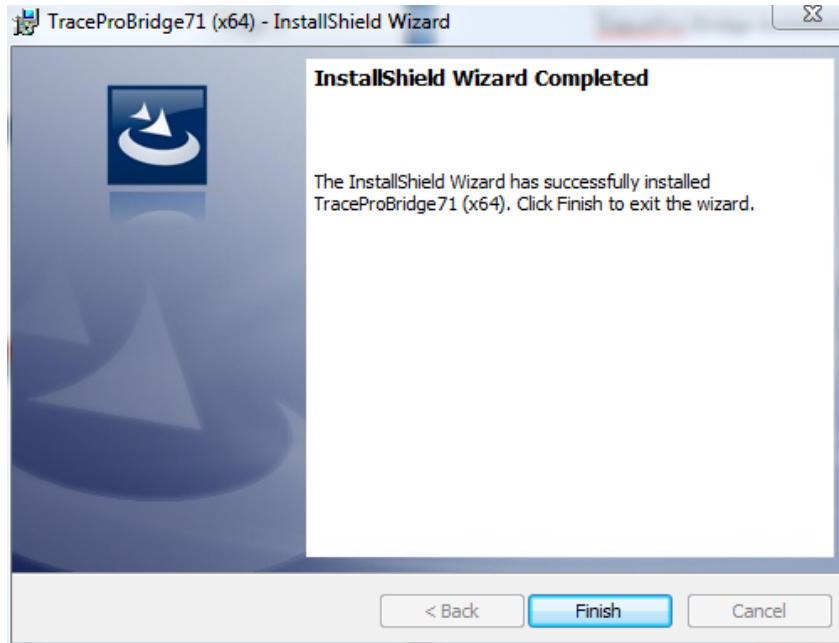 TraceProBridge71 (x64) - InstallShield Wizard
InstallShield Wizard Completed
The InstallShield Wizard has successfully installed
TraceProBridge71 (x64). Click Finish to exit the wizard.
< Back
Finish
Cancel